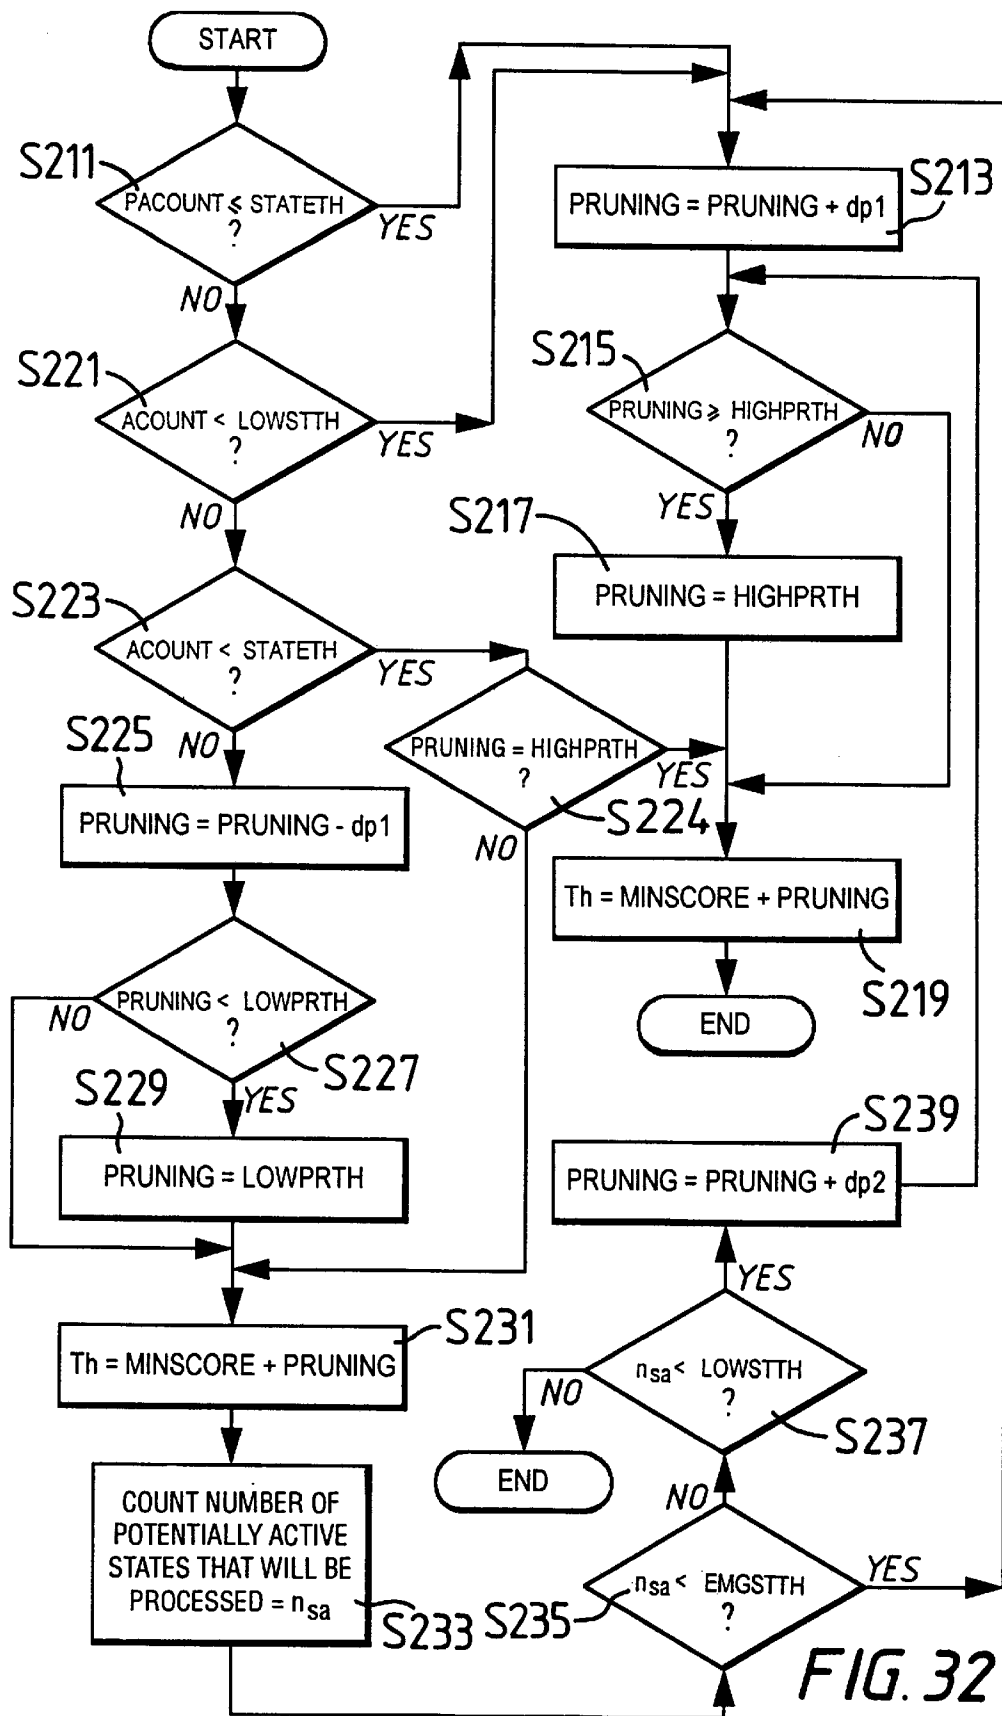 START
S211
PACOUNT ⩽ STATETH
?
YES
NO
S213
PRUNING = PRUNING + dp1
S221
ACOUNT < LOWSTTH
?
YES
NO
S215
PRUNING ⩾ HIGHPRTH
?
NO
YES
S217
PRUNING = HIGHPRTH
S223
ACOUNT < STATETH
?
YES
NO
PRUNING = HIGHPRTH
?
YES
NO
S224
S225
PRUNING = PRUNING - dp1
Th = MINSCORE + PRUNING
S219
END
PRUNING < LOWPRTH
?
NO
YES
S227
S229
PRUNING = LOWPRTH
S239
PRUNING = PRUNING + dp2
YES
S231
Th = MINSCORE + PRUNING
nsa < LOWSTTH
?
NO
S237
END
NO
COUNT NUMBER OF
POTENTIALLY ACTIVE
STATES THAT WILL BE
PROCESSED = nsa
S233
S235
nsa < EMGSTTH
?
YES
FIG. 32